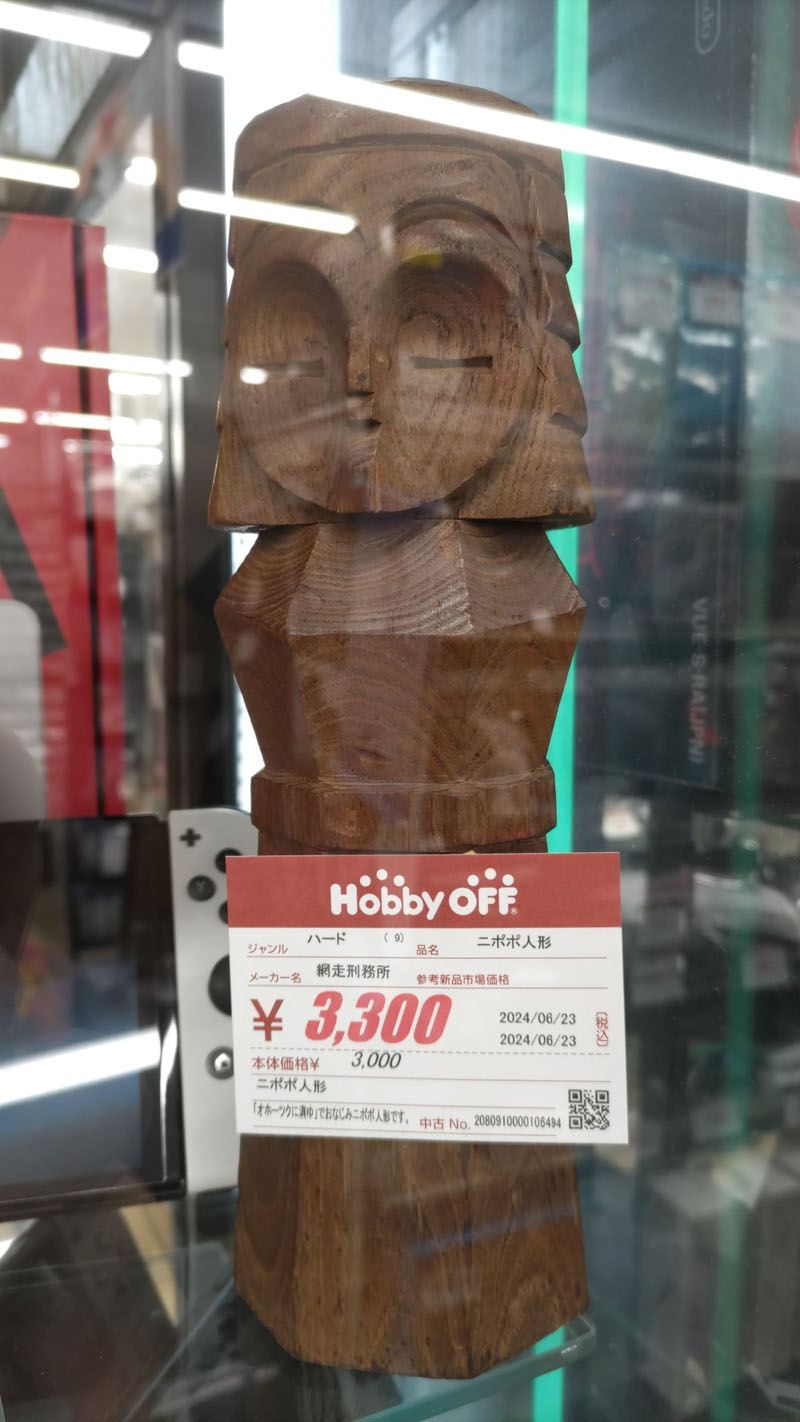 Hobby OFF
ジャンル ハード (9) 品名 ニポポ人形
メーカー名 網走刑務所 参考新品市場価格
¥ 3,300 2024/06/23 (税込)
2024/06/23
本体価格¥ 3,000
ニポポ人形
「オホーツクに消ゆ」でおなじみニポポ人形です。 中古 No. 2080910000106494